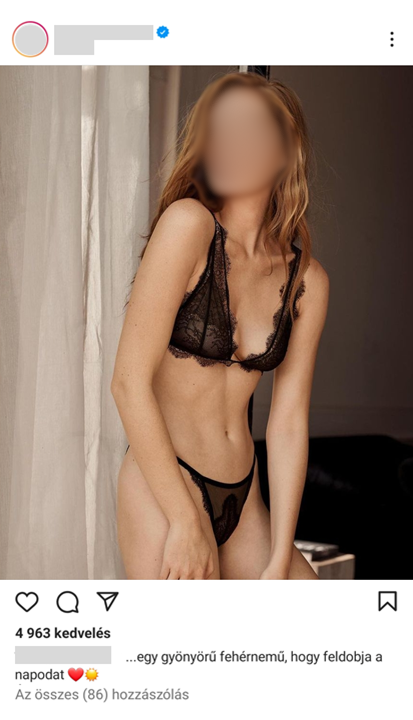 4 963 kedvelés
...egy gyönyörű fehérnemű, hogy feldobja a
napodat ❤️☀️
Az összes (86) hozzászólás